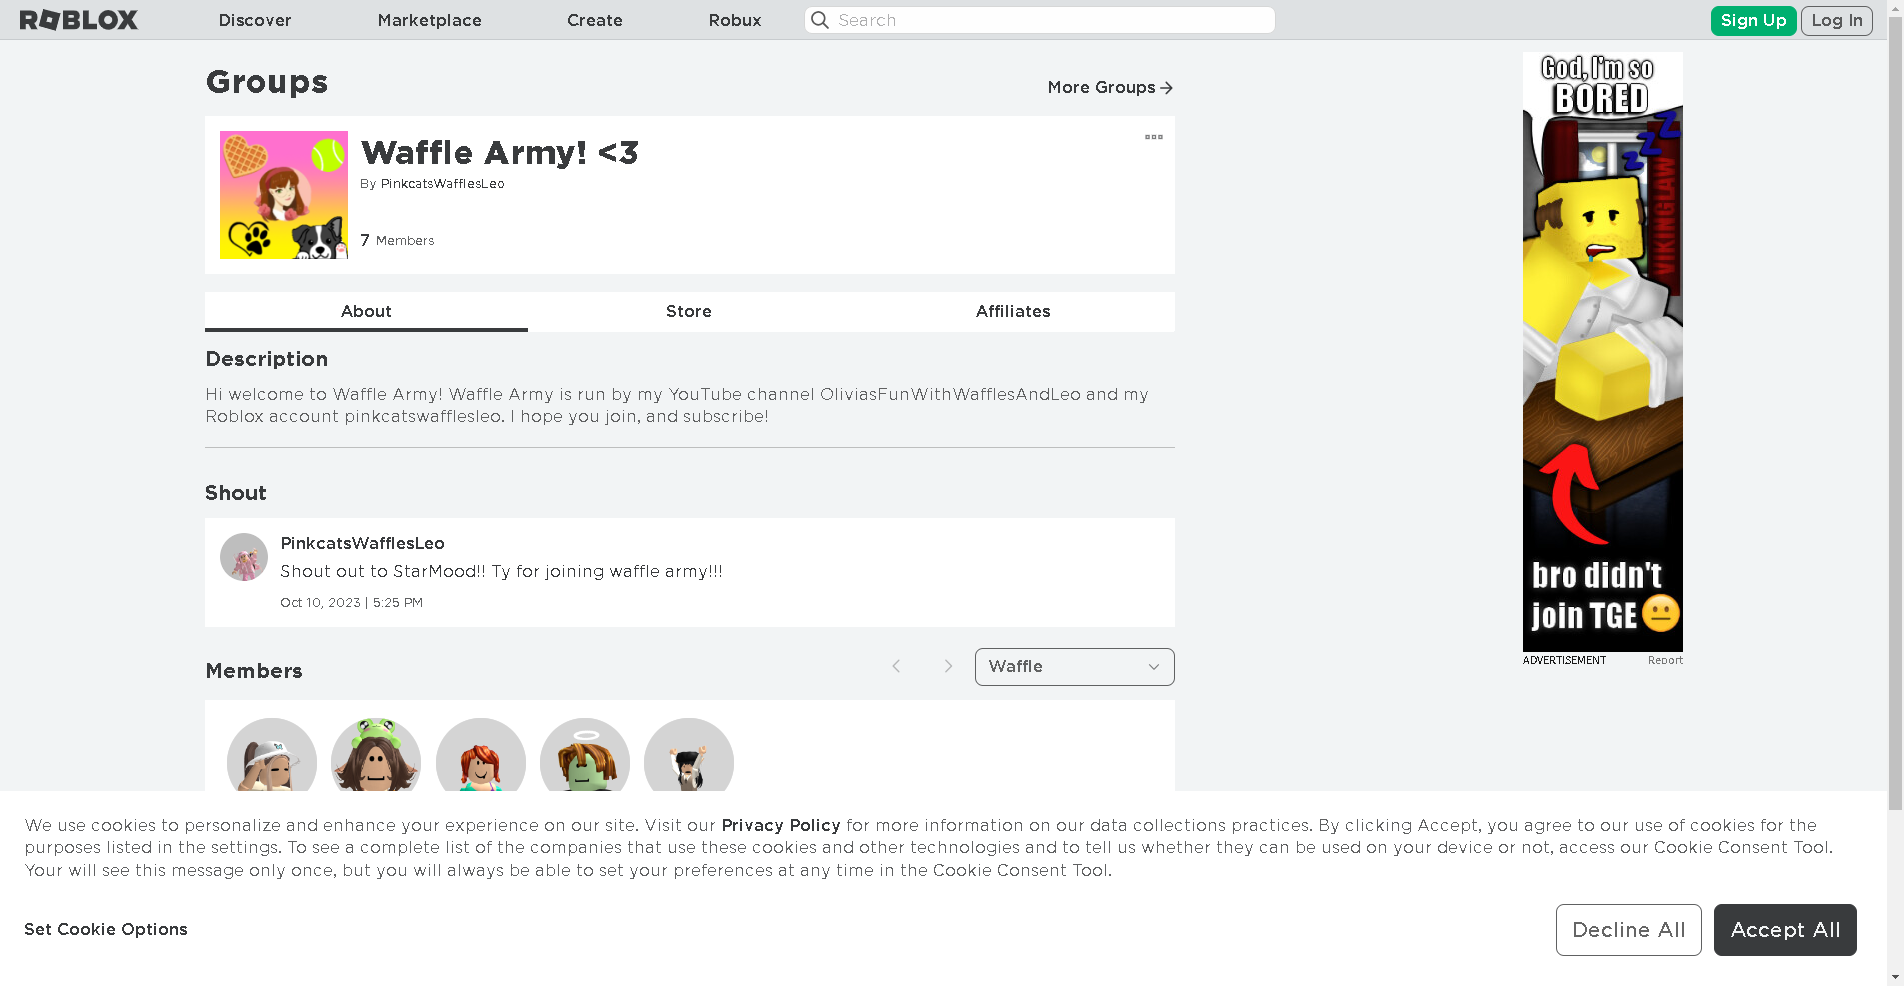 ROBLOX
Discover
Marketplace
Create
Robux
Search
Sign Up
Log In
Groups
More Groups
Waffle Army! <3
By PinkcatsWafflesLeo
7 Members
About
Store
Affiliates
Description
Hi welcome to Waffle Army! Waffle Army is run by my YouTube channel OliviasFunWithWafflesAndLeo and my
Roblox account pinkcatswafflesleo. I hope you join, and subscribe!
Shout
PinkcatsWafflesLeo
Shout out to StarMood!! Ty for joining waffle army!!!
Oct 10, 2023 | 5:25 PM
Members
Waffle
God, I'm so
BORED
z z Z Z
VIKINGLAW
bro didn't
join TGE
ADVERTISEMENT
Report
We use cookies to personalize and enhance your experience on our site. Visit our Privacy Policy for more information on our data collections practices. By clicking Accept, you agree to our use of cookies for the
purposes listed in the settings. To see a complete list of the companies that use these cookies and other technologies and to tell us whether they can be used on your device or not, access our Cookie Consent Tool.
Your will see this message only once, but you will always be able to set your preferences at any time in the Cookie Consent Tool.
Set Cookie Options
Decline All
Accept All